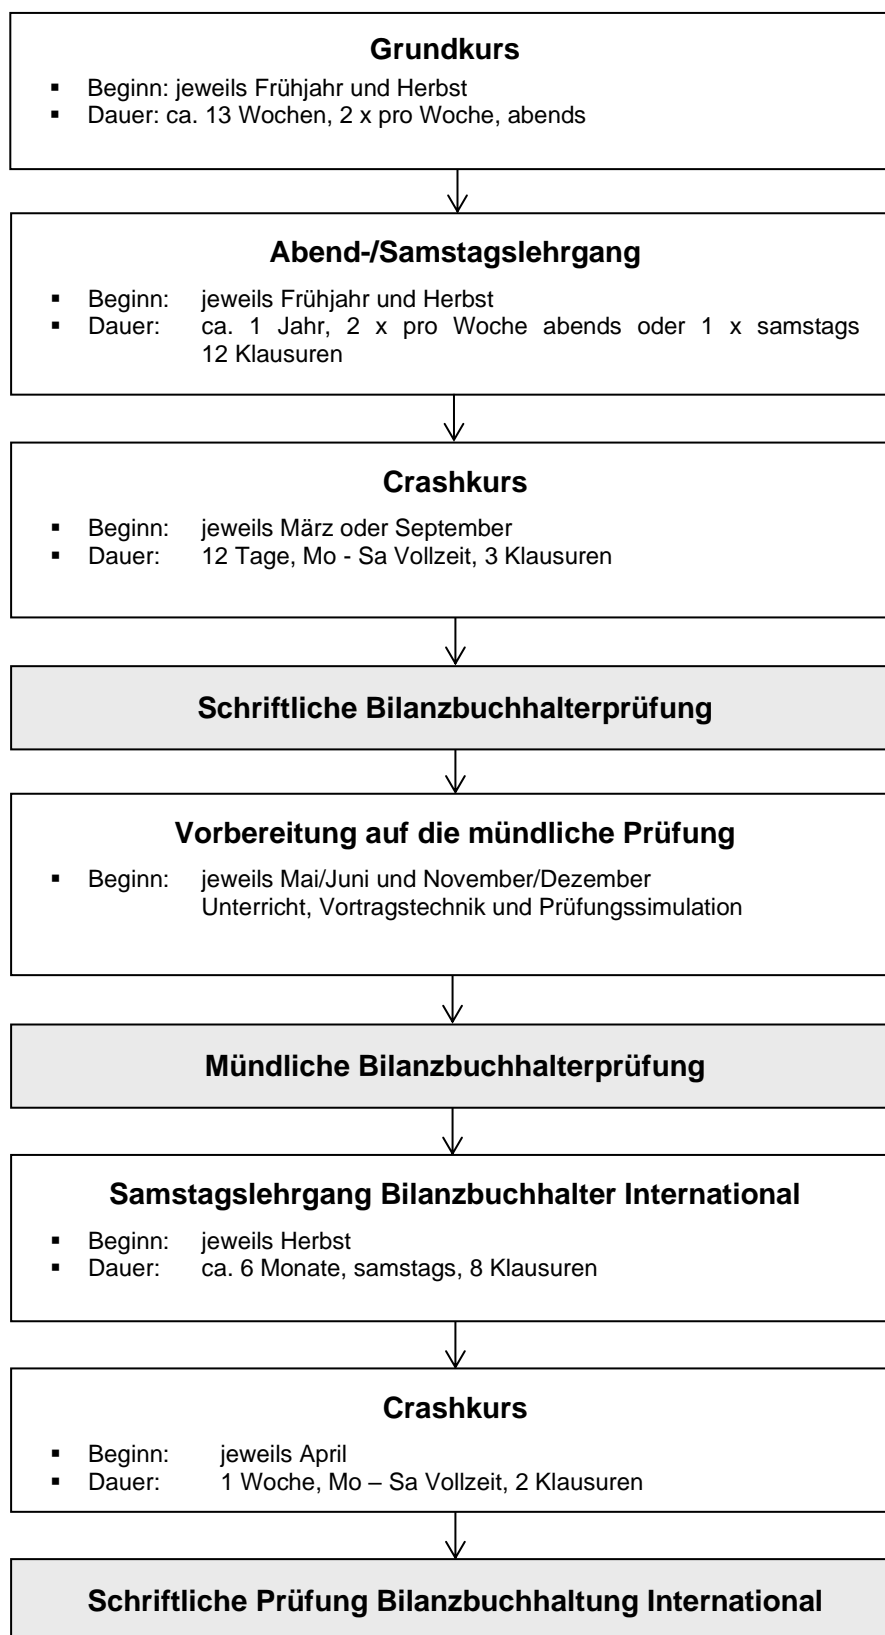 Grundkurs
▪ Beginn: jeweils Frühjahr und Herbst
▪ Dauer: ca. 13 Wochen, 2 x pro Woche, abends
Abend-/Samstagslehrgang
▪ Beginn: jeweils Frühjahr und Herbst
▪ Dauer: ca. 1 Jahr, 2 x pro Woche abends oder 1 x samstags
12 Klausuren
Crashkurs
▪ Beginn: jeweils März oder September
▪ Dauer: 12 Tage, Mo - Sa Vollzeit, 3 Klausuren
Schriftliche Bilanzbuchhalterprüfung
Vorbereitung auf die mündliche Prüfung
▪ Beginn: jeweils Mai/Juni und November/Dezember
Unterricht, Vortragstechnik und Prüfungssimulation
Mündliche Bilanzbuchhalterprüfung
Samstagslehrgang Bilanzbuchhalter International
▪ Beginn: jeweils Herbst
▪ Dauer: ca. 6 Monate, samstags, 8 Klausuren
Crashkurs
▪ Beginn: jeweils April
▪ Dauer: 1 Woche, Mo – Sa Vollzeit, 2 Klausuren
Schriftliche Prüfung Bilanzbuchhaltung International